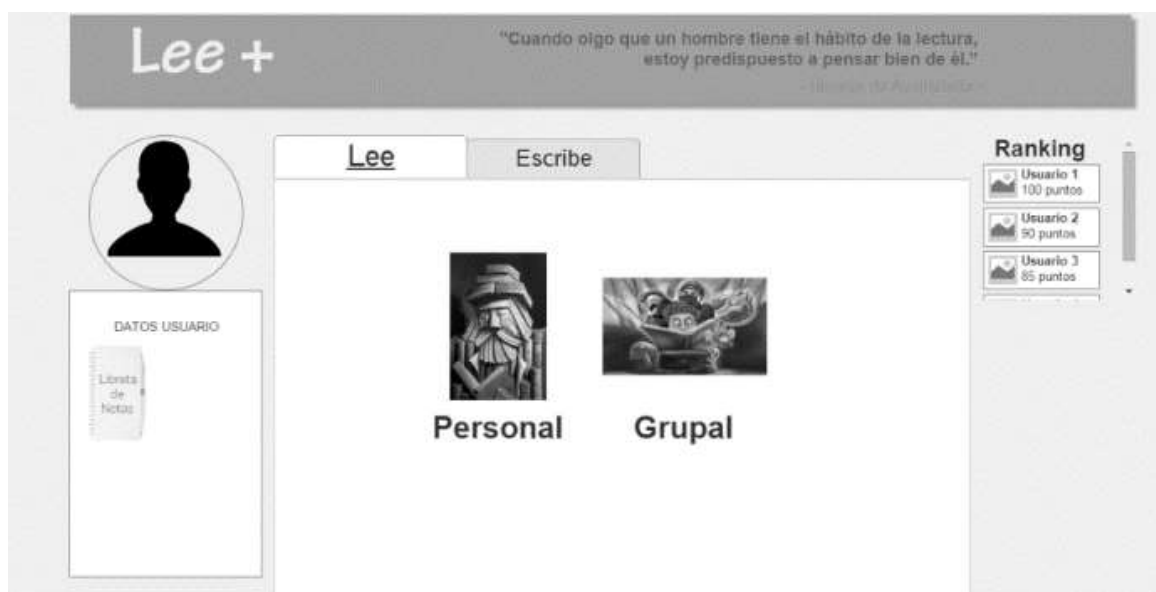 Lee +
"Cuando oigo que un hombre tiene el hábito de la lectura,
estoy predispuesto a pensar bien de él."
Lee
Escribe
Ranking
Usuario 1
100 puntos
Usuario 2
90 puntos
Usuario 3
85 puntos
DATOS USUARIO
Libreta
de
Notas
Personal
Grupal